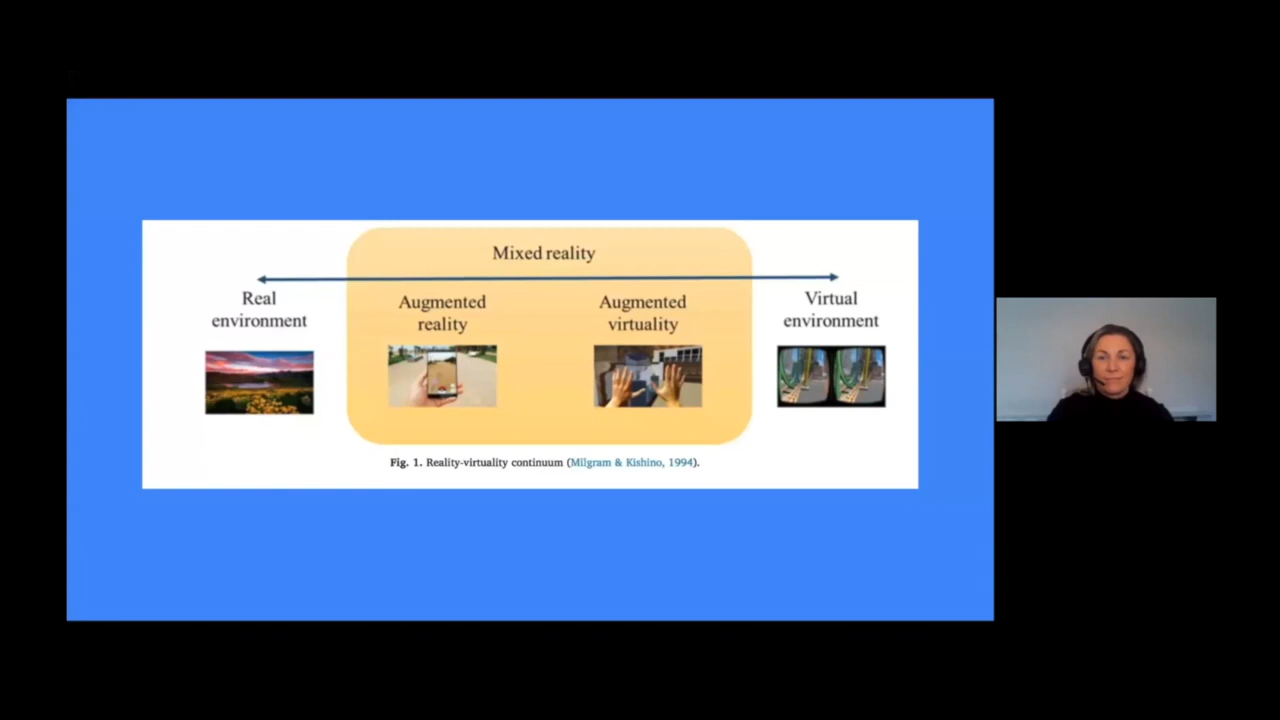 Mixed reality
Real
environment
Augmented
reality
Augmented
virtuality
Virtual
environment
Fig. 1. Reality-virtuality continuum (Milgram & Kishino, 1994).